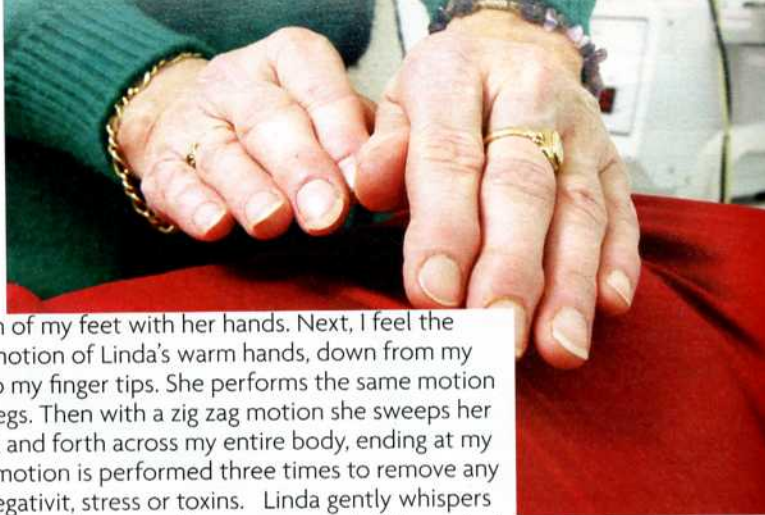 of my feet with her hands. Next, I feel the
motion of Linda's warm hands, down from my
my finger tips. She performs the same motion
Then with a zig zag motion she sweeps her
and forth across my entire body, ending at my
motion is performed three times to remove any
stress or toxins. Linda gently whispers